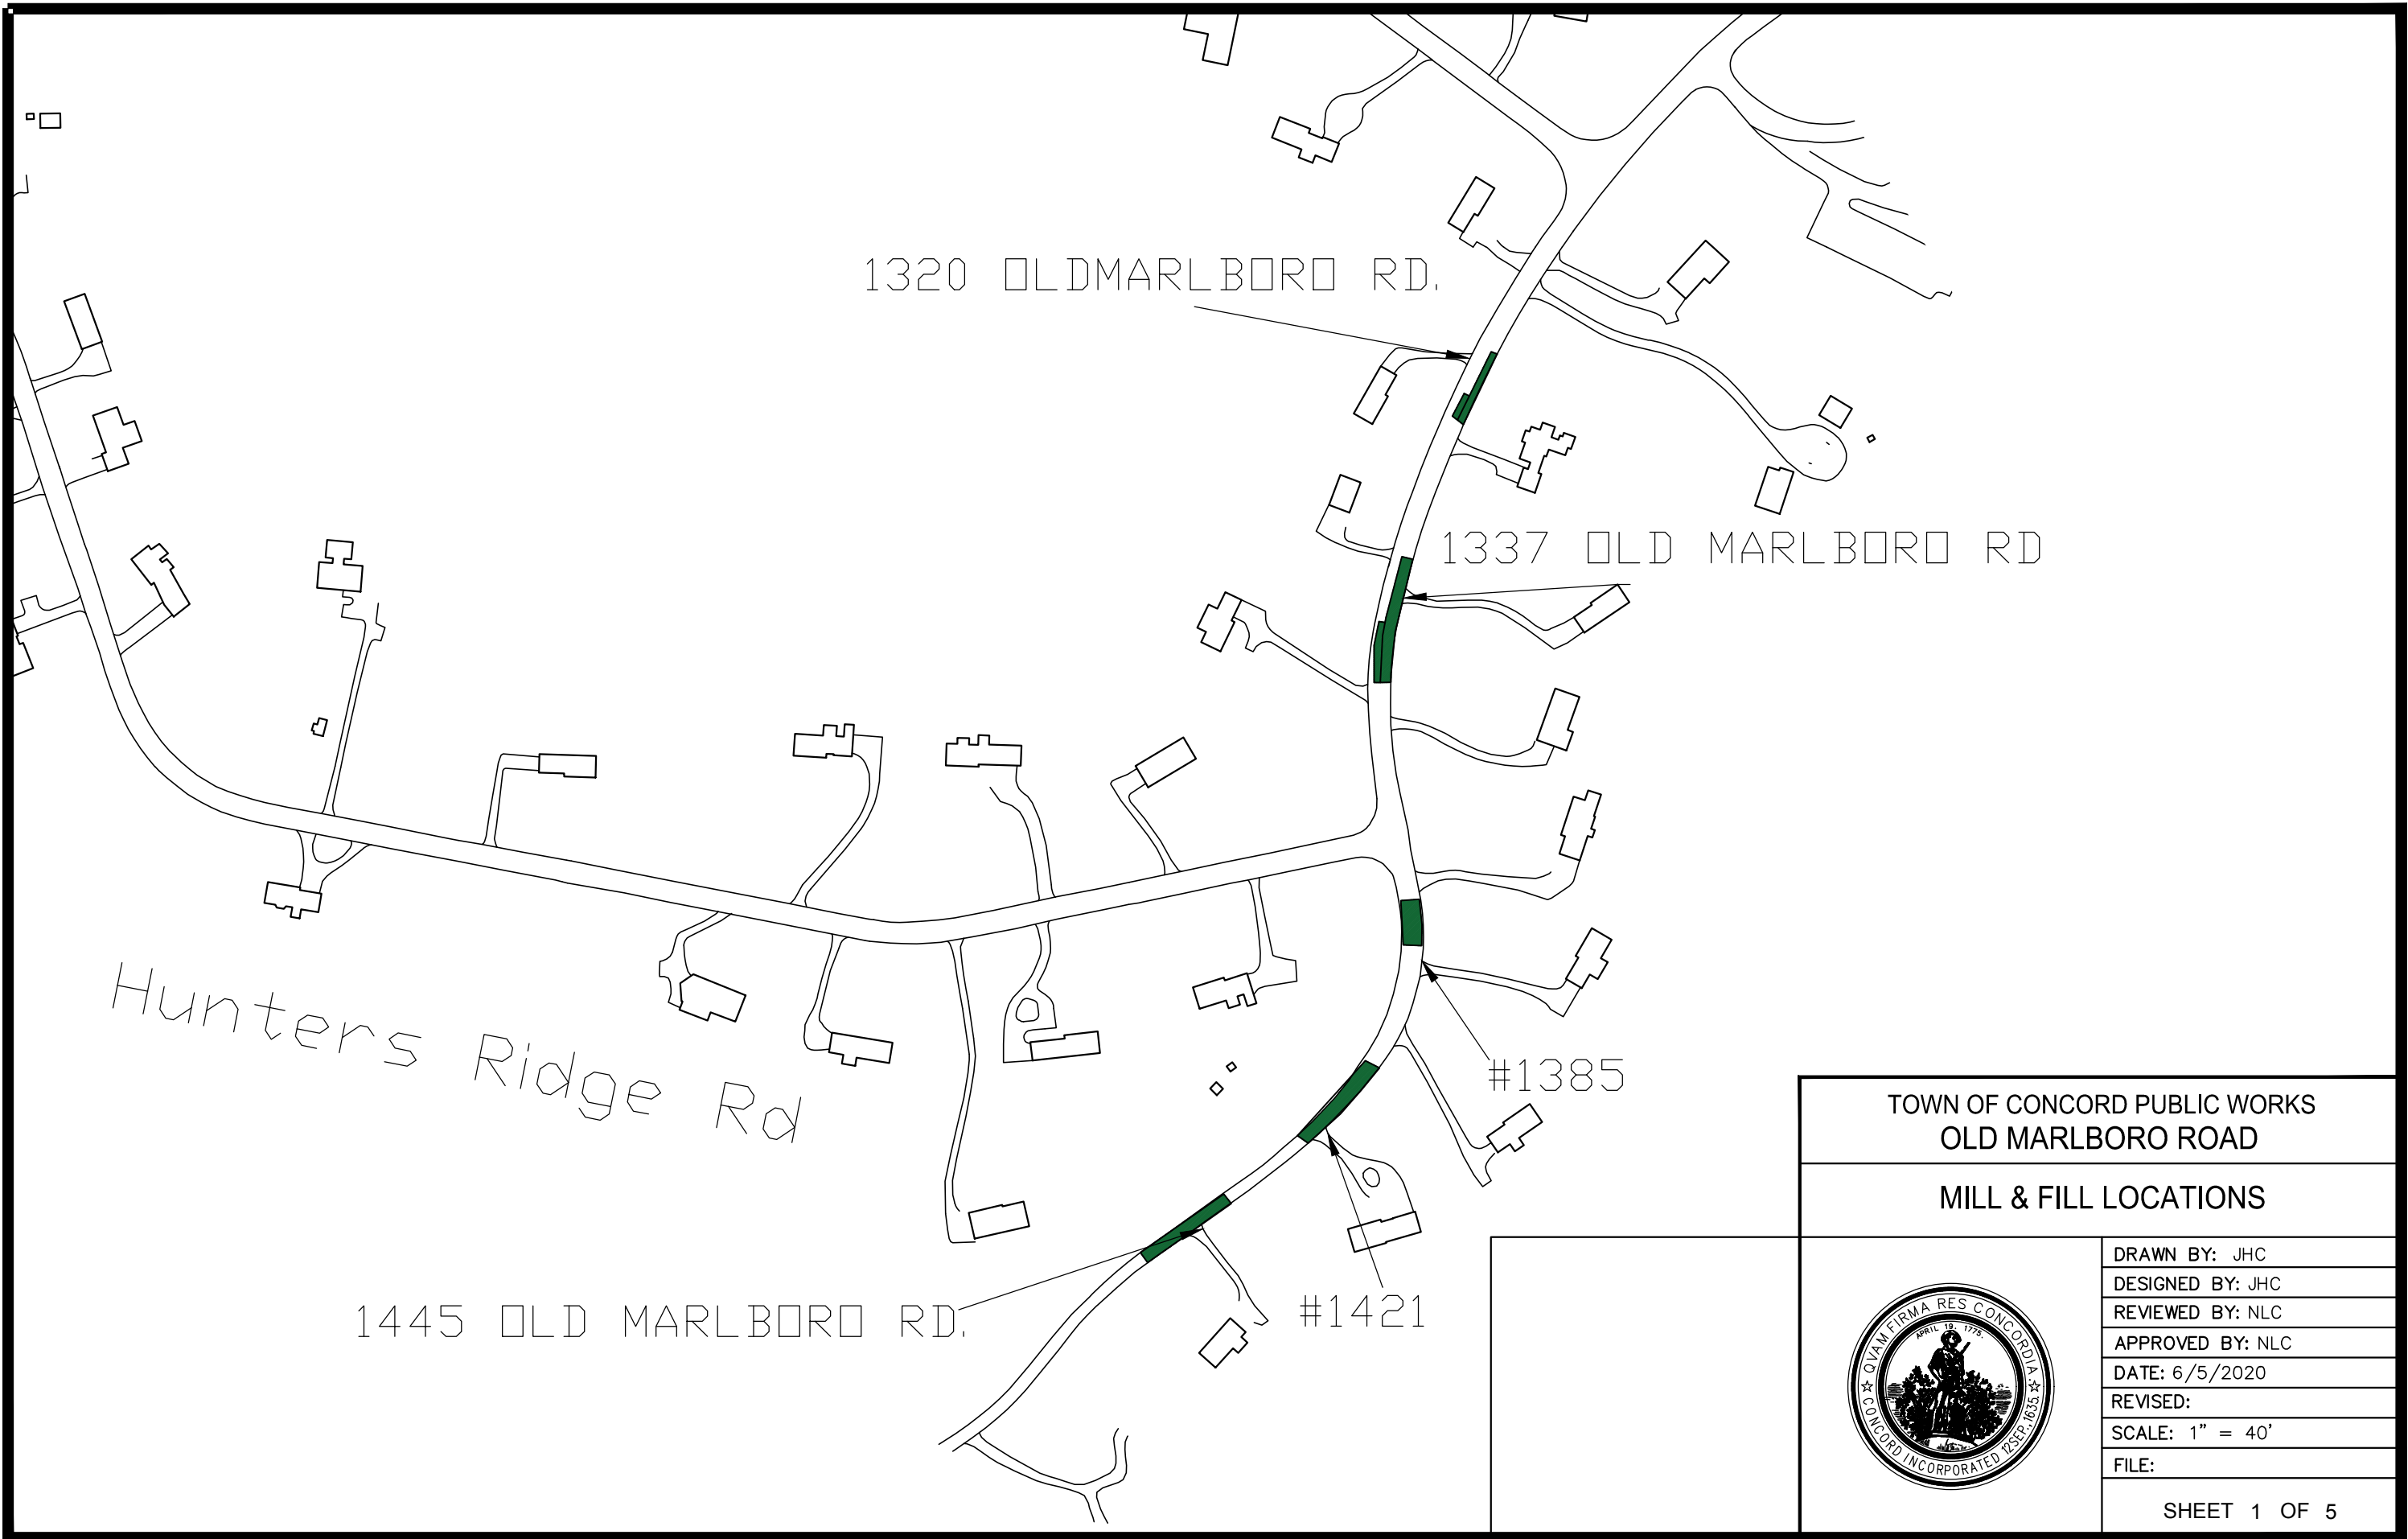 1320 OLDMARLBORO RD.
1337 OLD MARLBORO RD
Hunters Ridge Rd
#1385
#1421
1445 OLD MARLBORO RD.
TOWN OF CONCORD PUBLIC WORKS
OLD MARLBORO ROAD
MILL & FILL LOCATIONS
QVAM FIRMA RES CONCORDIA
APRIL 19. 1775.
CONCORD INCORPORATED 12SEP.,1635.
DRAWN BY: JHC
DESIGNED BY: JHC
REVIEWED BY: NLC
APPROVED BY: NLC
DATE: 6/5/2020
REVISED:
SCALE: 1" = 40'
FILE:
SHEET 1 OF 5